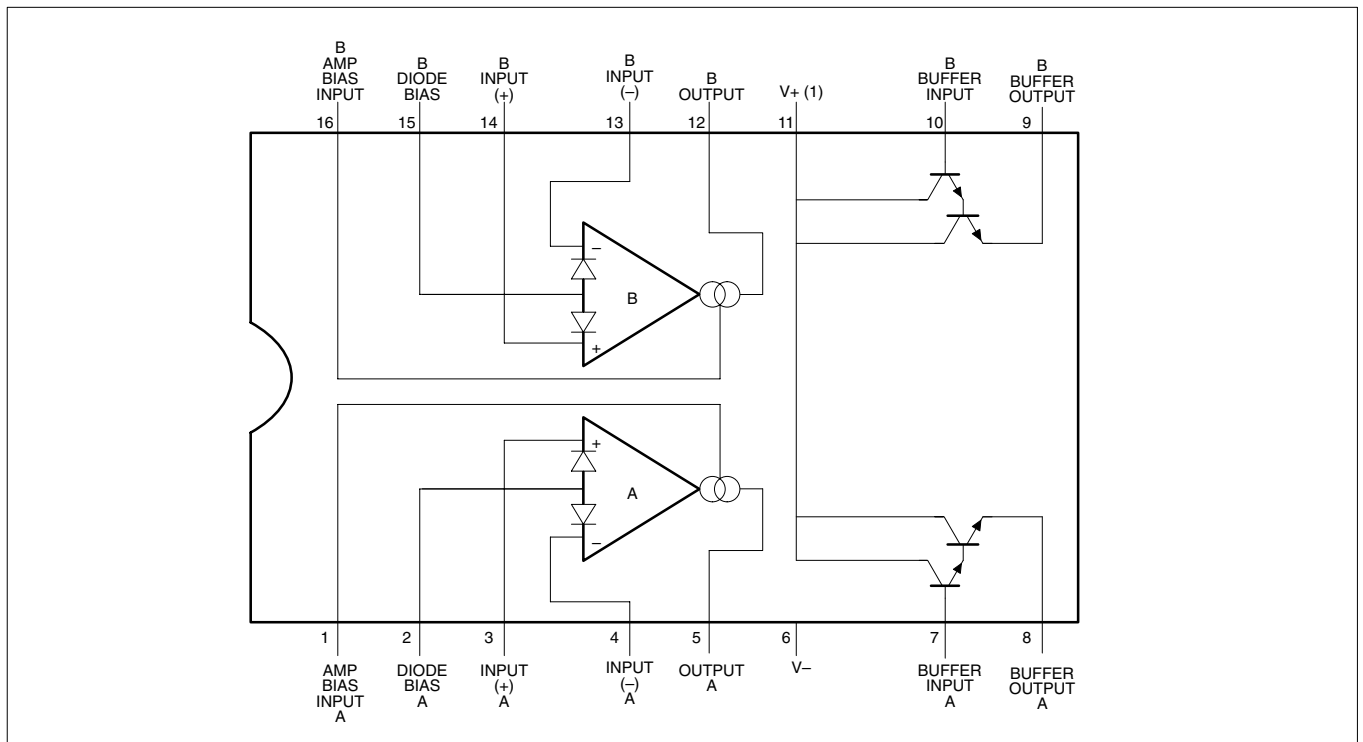 B
AMP
BIAS
INPUT
B
DIODE
BIAS
B
INPUT
(+)
B
INPUT
(–)
B
OUTPUT
V+ (1)
B
BUFFER
INPUT
B
BUFFER
OUTPUT
16
15
14
13
12
11
10
9
–
B
+
+
A
–
1
2
3
4
5
6
7
8
AMP
BIAS
INPUT
A
DIODE
BIAS
A
INPUT
(+)
A
INPUT
(–)
A
OUTPUT
A
V–
BUFFER
INPUT
A
BUFFER
OUTPUT
A